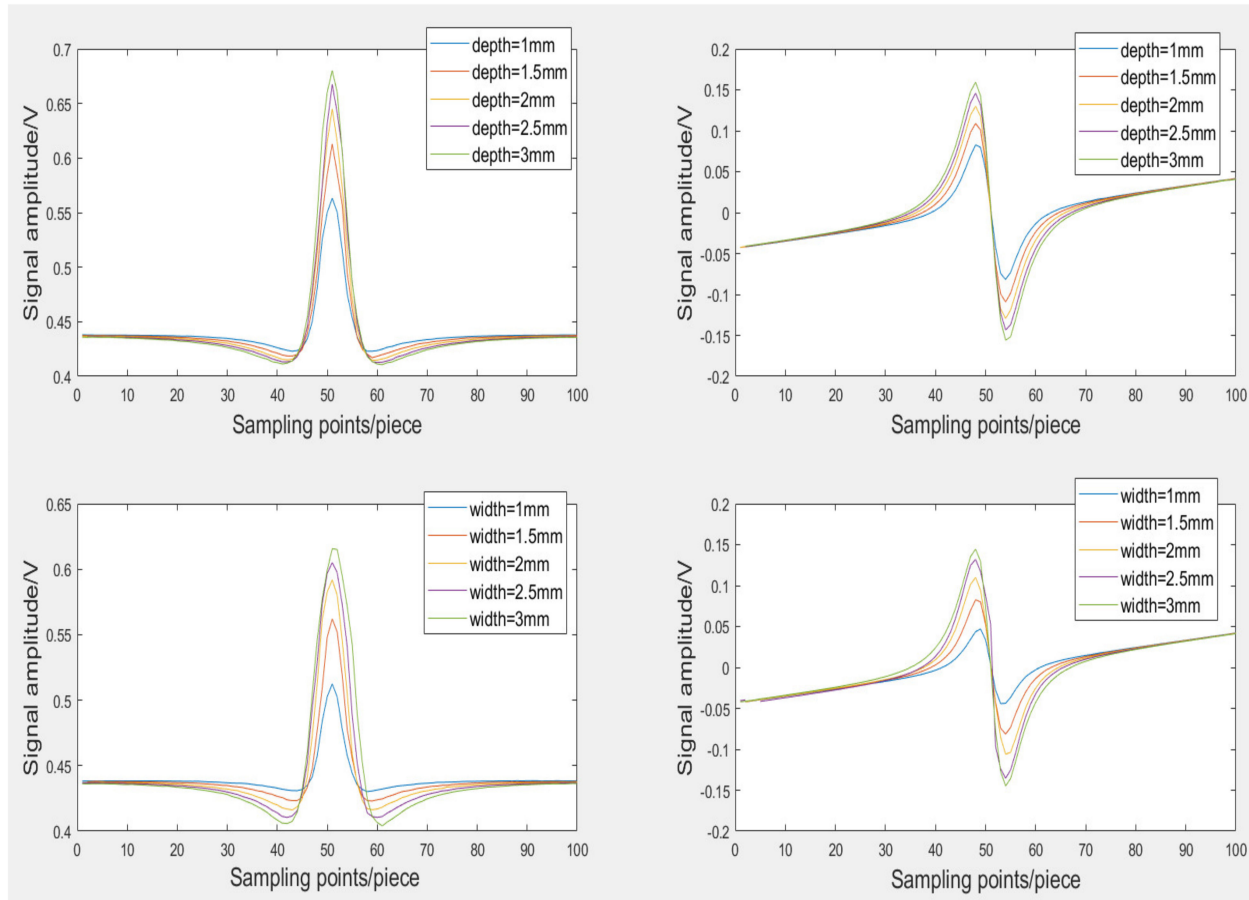 depth=1mm
depth=1.5mm
depth=2mm
depth=2.5mm
depth=3mm
0.7
0.65
0.6
0.55
0.5
0.45
0.4
Signal amplitude/V
0 10 20 30 40 50 60 70 80 90 100
Sampling points/piece
depth=1mm
depth=1.5mm
depth=2mm
depth=2.5mm
depth=3mm
0.2
0.15
0.1
0.05
0
-0.05
-0.1
-0.15
-0.2
Signal amplitude/V
0 10 20 30 40 50 60 70 80 90 100
Sampling points/piece
width=1mm
width=1.5mm
width=2mm
width=2.5mm
width=3mm
0.65
0.6
0.55
0.5
0.45
0.4
Signal amplitude/V
0 10 20 30 40 50 60 70 80 90 100
Sampling points/piece
width=1mm
width=1.5mm
width=2mm
width=2.5mm
width=3mm
0.2
0.15
0.1
0.05
0
-0.05
-0.1
-0.15
-0.2
Signal amplitude/V
0 10 20 30 40 50 60 70 80 90 100
Sampling points/piece